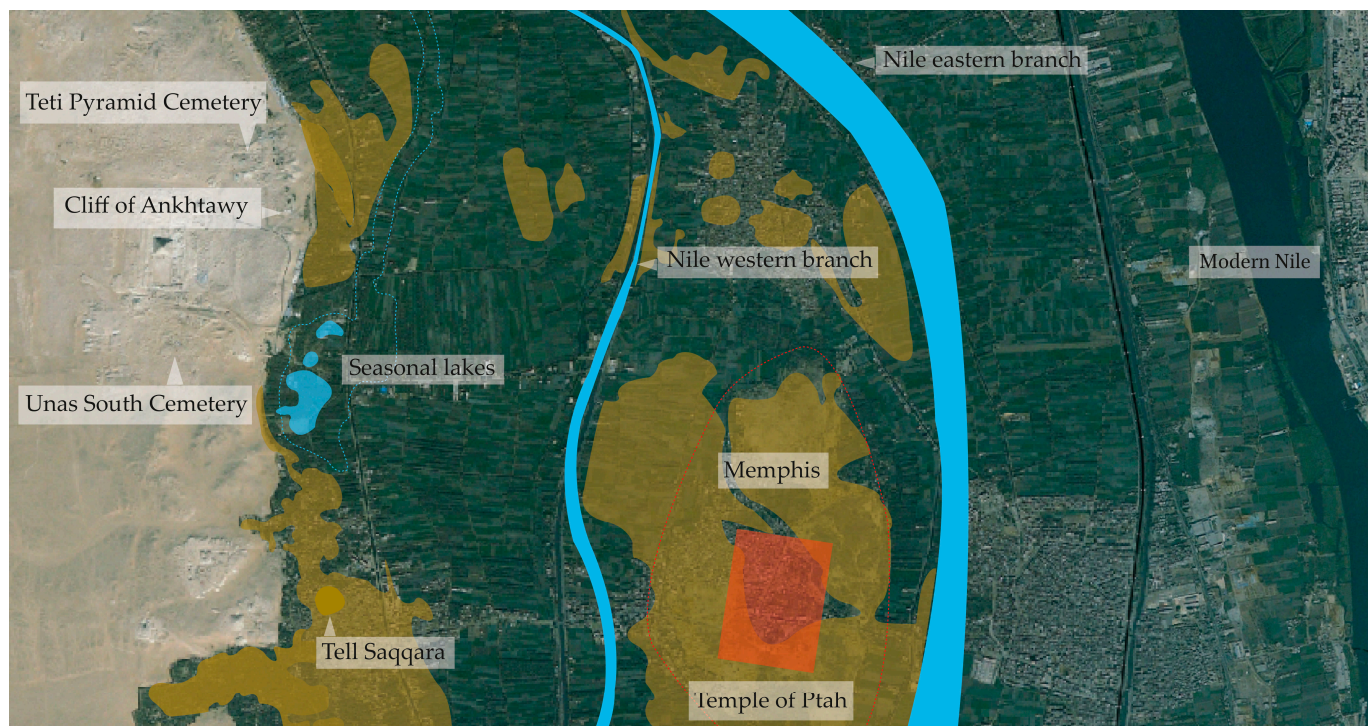 Nile eastern branch
Teti Pyramid Cemetery
Cliff of Ankhtawy
Nile western branch
Modern Nile
Seasonal lakes
Unas South Cemetery
Memphis
Tell Saqqara
Temple of Ptah